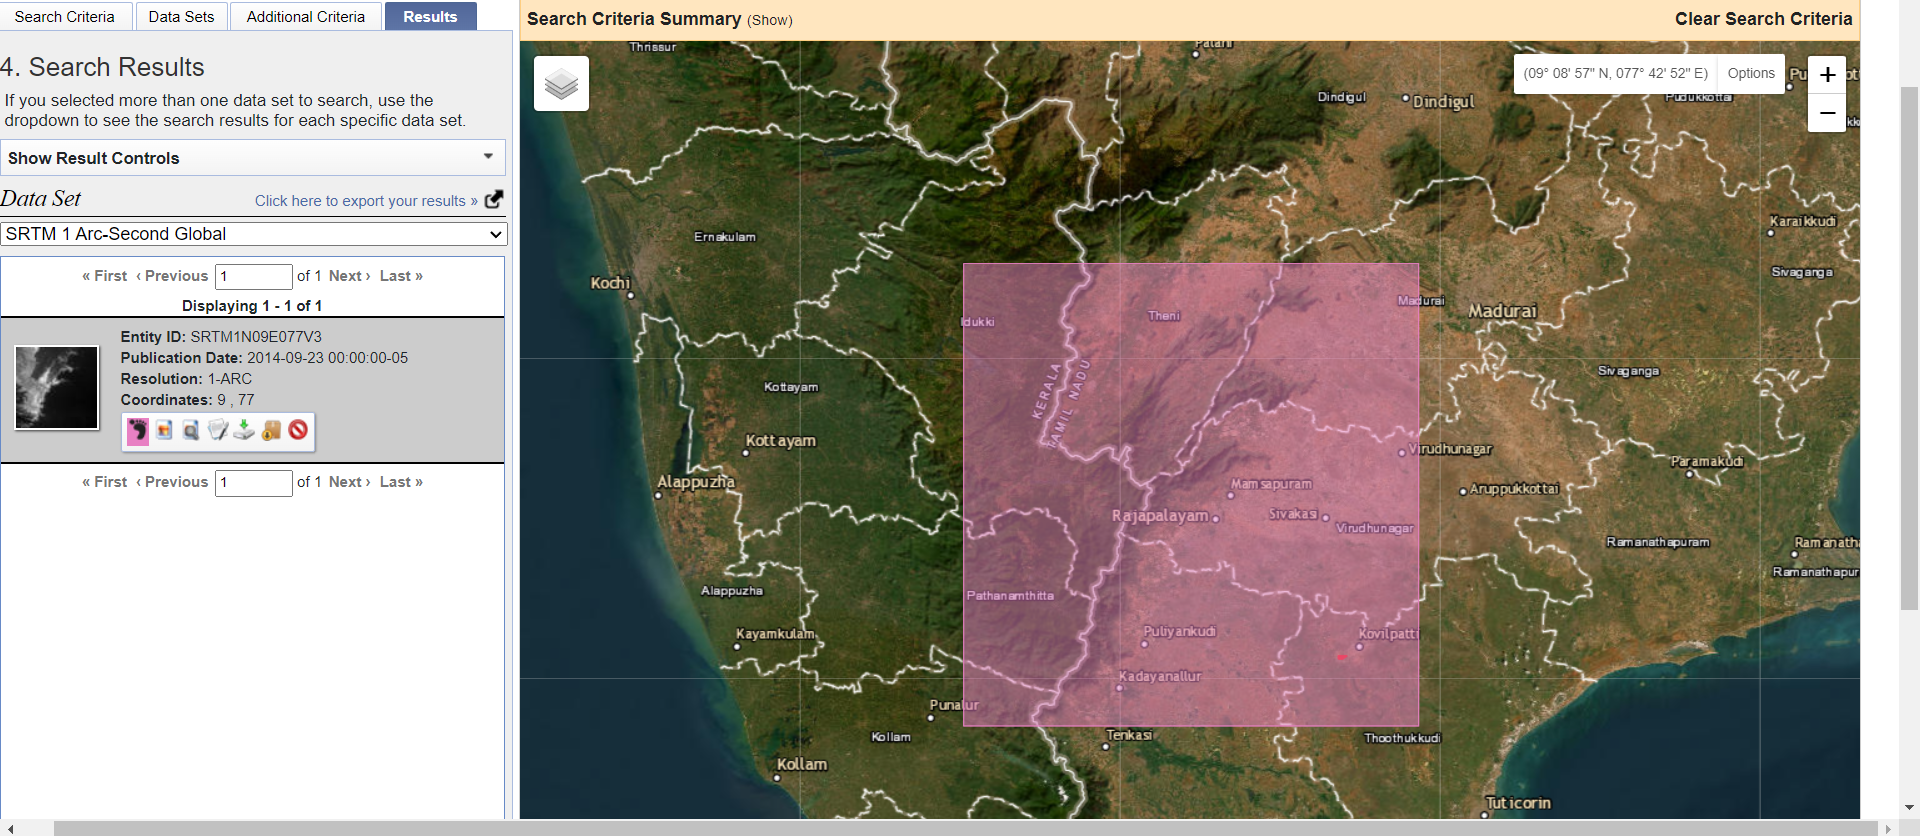 Search Criteria
Data Sets
Additional Criteria
Results
4. Search Results
If you selected more than one data set to search, use the
dropdown to see the search results for each specific data set.
Show Result Controls
Data Set
Click here to export your results »
SRTM 1 Arc-Second Global
« First ‹ Previous 1 of 1 Next › Last »
Displaying 1 - 1 of 1
Entity ID: SRTM1N09E077V3
Publication Date: 2014-09-23 00:00:00-05
Resolution: 1-ARC
Coordinates: 9 , 77
« First ‹ Previous 1 of 1 Next › Last »
Search Criteria Summary (Show)
Clear Search Criteria
(09° 08' 57" N, 077° 42' 52" E)
Options
+
−
Thrissur
Palani
Dindigul
Dindigul
Pudukkottai
Karaikkudi
Ernakulam
Kochi
Sivaganga
Madurai
Madurai
Idukki
Theni
KERALA
TAMIL NADU
Sivaganga
Kottayam
Kottayam
Virudhunagar
Paramakudi
Alappuzha
Mamsapuram
Aruppukkottai
Rajapalayam
Sivakasi
Virudhunagar
Ramanathapuram
Ramanath
Ramanathapur
Alappuzha
Pathanamthitta
Kayamkulam
Puliyankudi
Kovilpatti
Kadayanallur
Punalur
Kollam
Tenkasi
Thoothukkudi
Kollam
Tuticorin